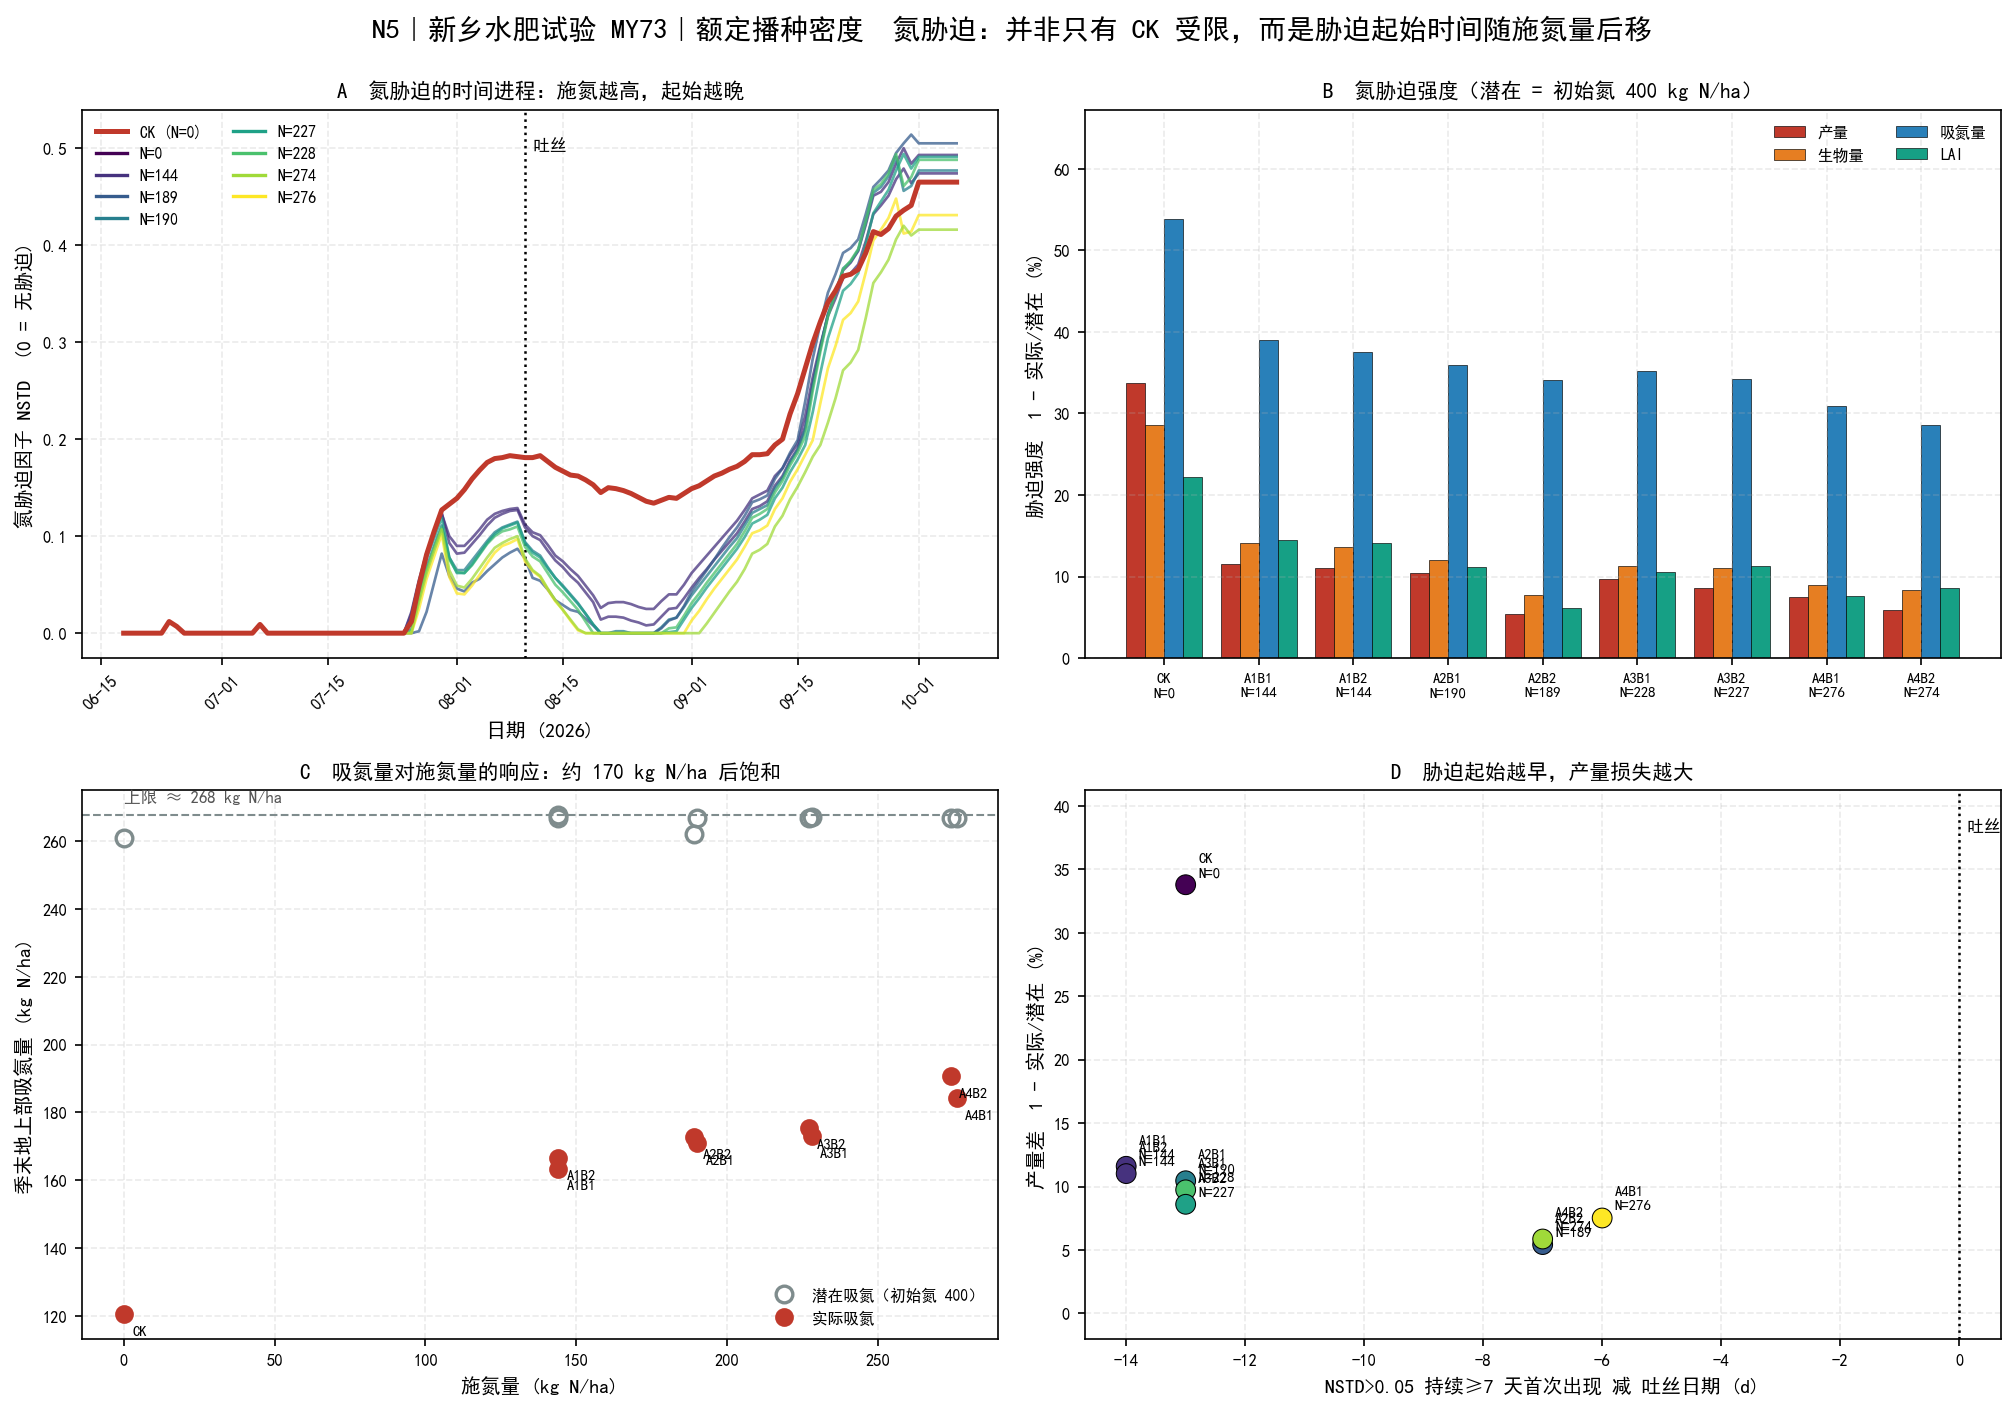 N5｜新乡水肥试验 MY73｜额定播种密度　氮胁迫：并非只有 CK 受限，而是胁迫起始时间随施氮量后移
A　氮胁迫的时间进程：施氮越高，起始越晚
CK (N=0)
N=0
N=144
N=189
N=190
N=227
N=228
N=274
N=276
吐丝
氮胁迫因子 NSTD （0 = 无胁迫）
0.5
0.4
0.3
0.2
0.1
0.0
06-15
07-01
07-15
08-01
08-15
09-01
09-15
10-01
日期 (2026)
B　氮胁迫强度（潜在 = 初始氮 400 kg N/ha）
产量
生物量
吸氮量
LAI
胁迫强度　1 - 实际/潜在 (%)
60
50
40
30
20
10
0
CK
N=0
A1B1
N=144
A1B2
N=144
A2B1
N=190
A2B2
N=189
A3B1
N=228
A3B2
N=227
A4B1
N=276
A4B2
N=274
C　吸氮量对施氮量的响应：约 170 kg N/ha 后饱和
上限 ≈ 268 kg N/ha
季末地上部吸氮量 (kg N/ha)
260
240
220
200
180
160
140
120
A4B2
A4B1
A3B2
A3B1
A2B2
A2B1
A1B2
A1B1
CK
潜在吸氮（初始氮 400）
实际吸氮
0
50
100
150
200
250
施氮量 (kg N/ha)
D　胁迫起始越早，产量损失越大
吐丝
产量差　1 - 实际/潜在 (%)
40
35
30
25
20
15
10
5
0
CK
N=0
A1B1
A1B2
N=144
N=144
A2B1
A3B1
N=190
N=228
A3B2
N=227
A4B1
N=276
A4B2
A2B2
N=274
N=189
-14
-12
-10
-8
-6
-4
-2
0
NSTD>0.05 持续≥7 天首次出现 减 吐丝日期 (d)